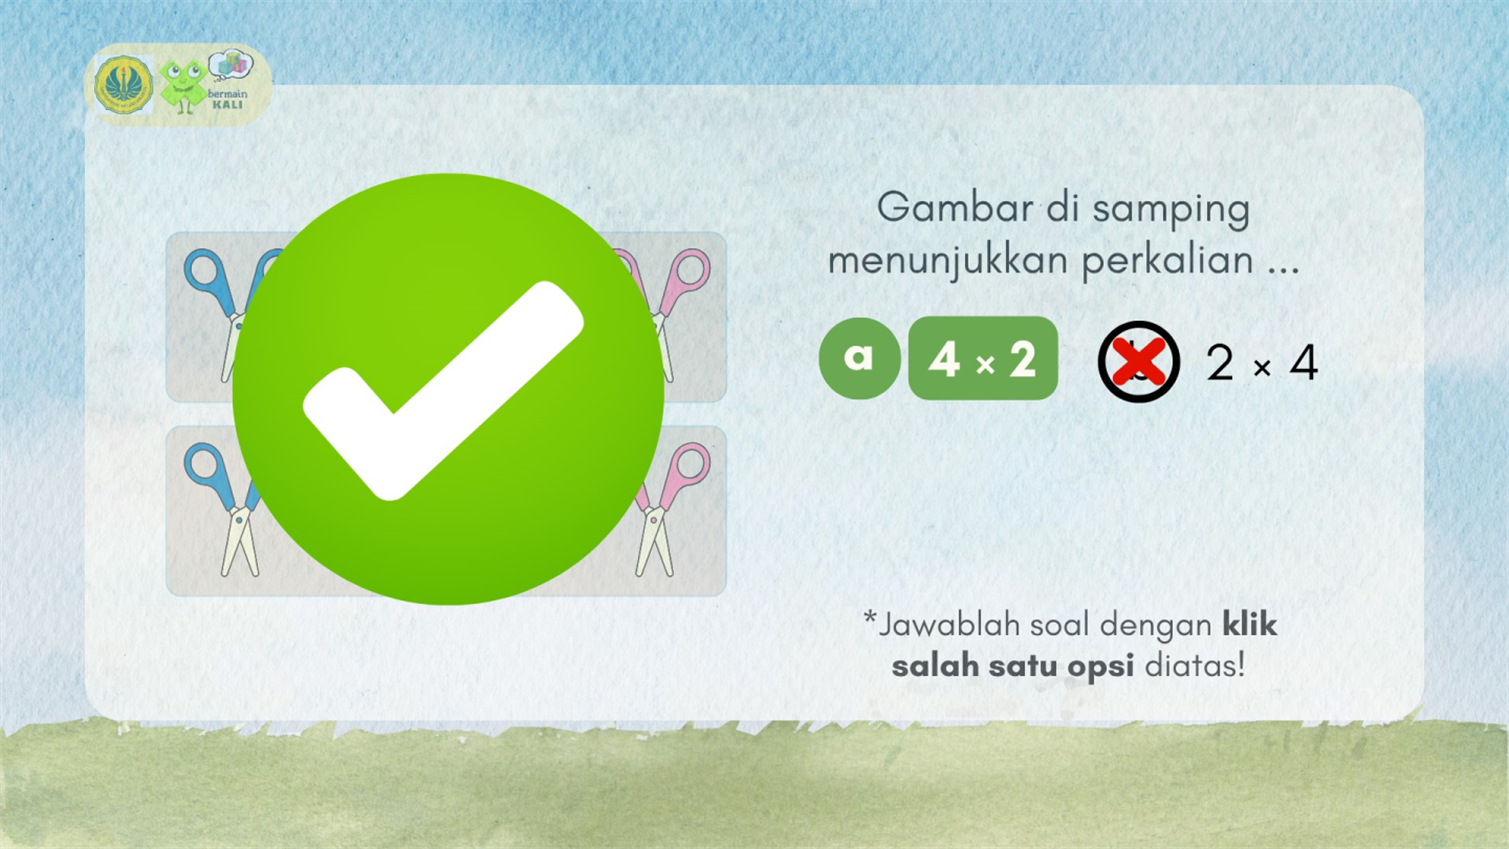 bermain
KALI
Gambar di samping
menunjukkan perkalian ...
a 4 × 2 2 × 4
*Jawablah soal dengan klik
salah satu opsi diatas!